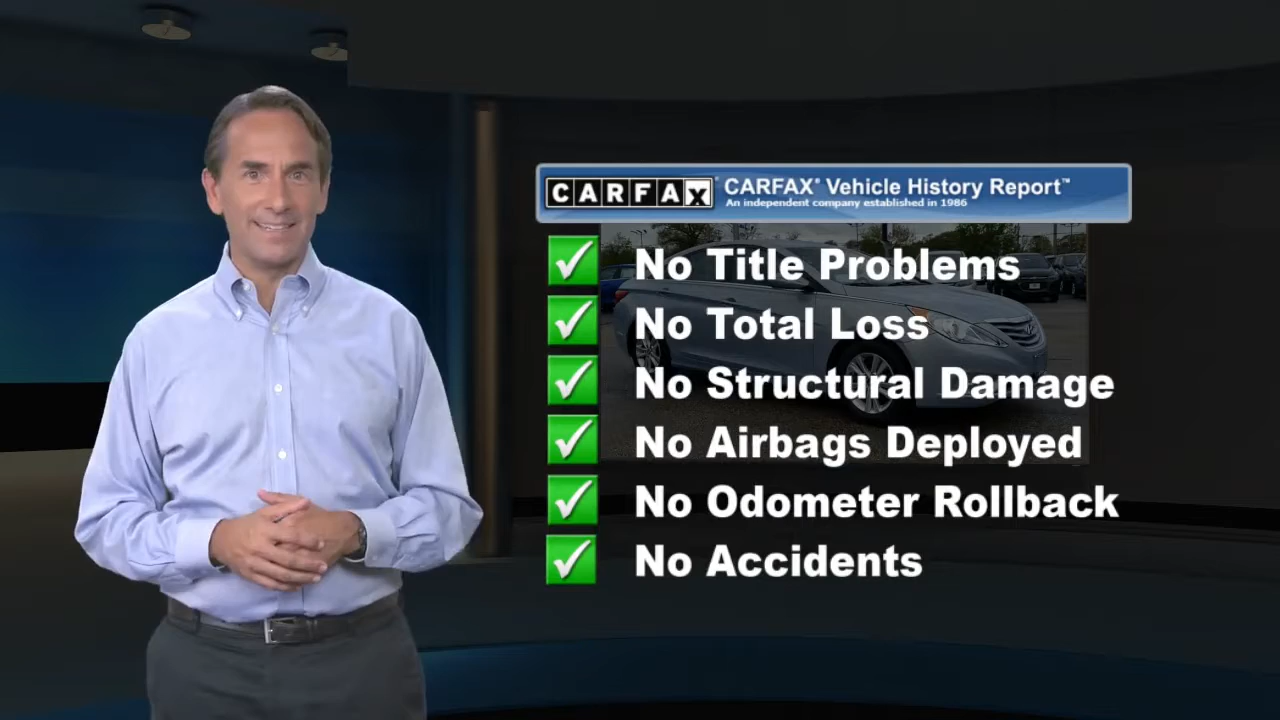 CARFAX CARFAX® Vehicle History Report™
An independent company established in 1986
No Title Problems
No Total Loss
No Structural Damage
No Airbags Deployed
No Odometer Rollback
No Accidents